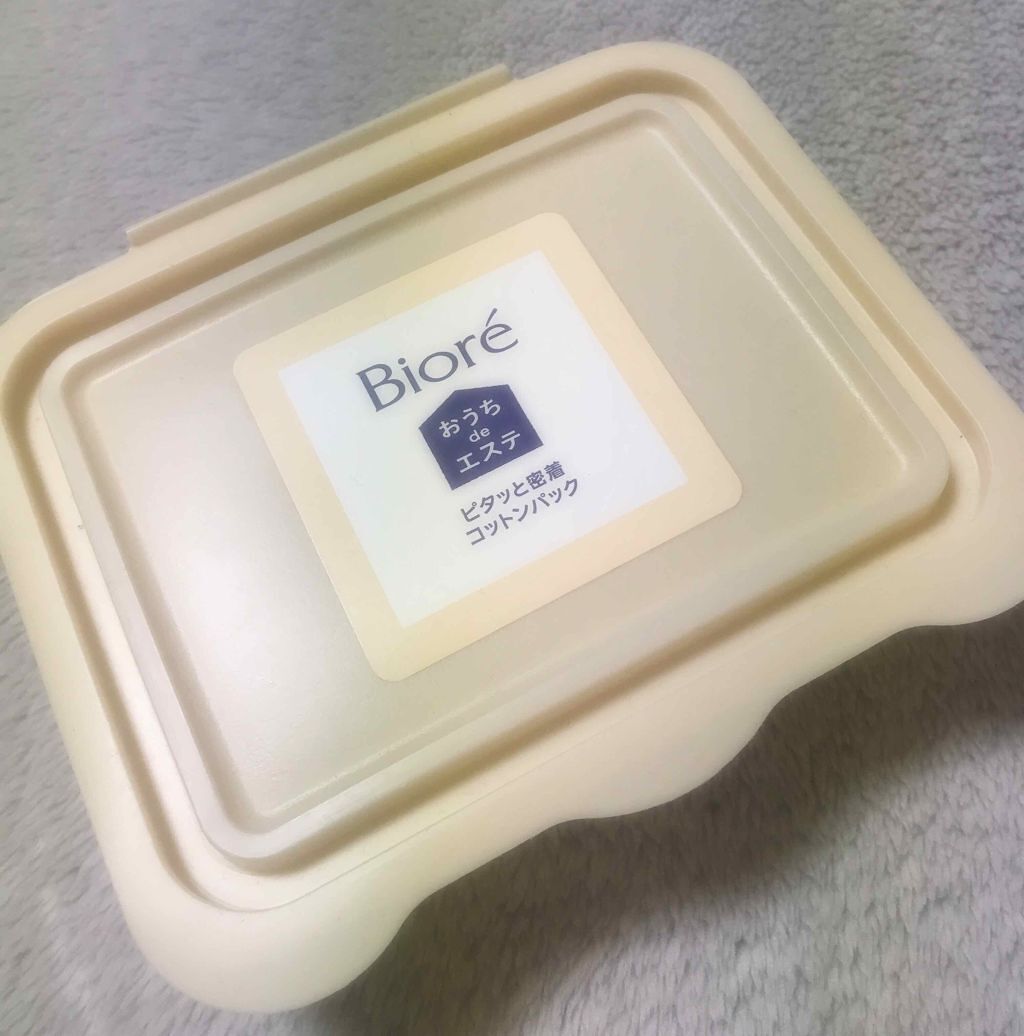 Bioré
おうち
de
エステ
ピタッと密着
コットンパック